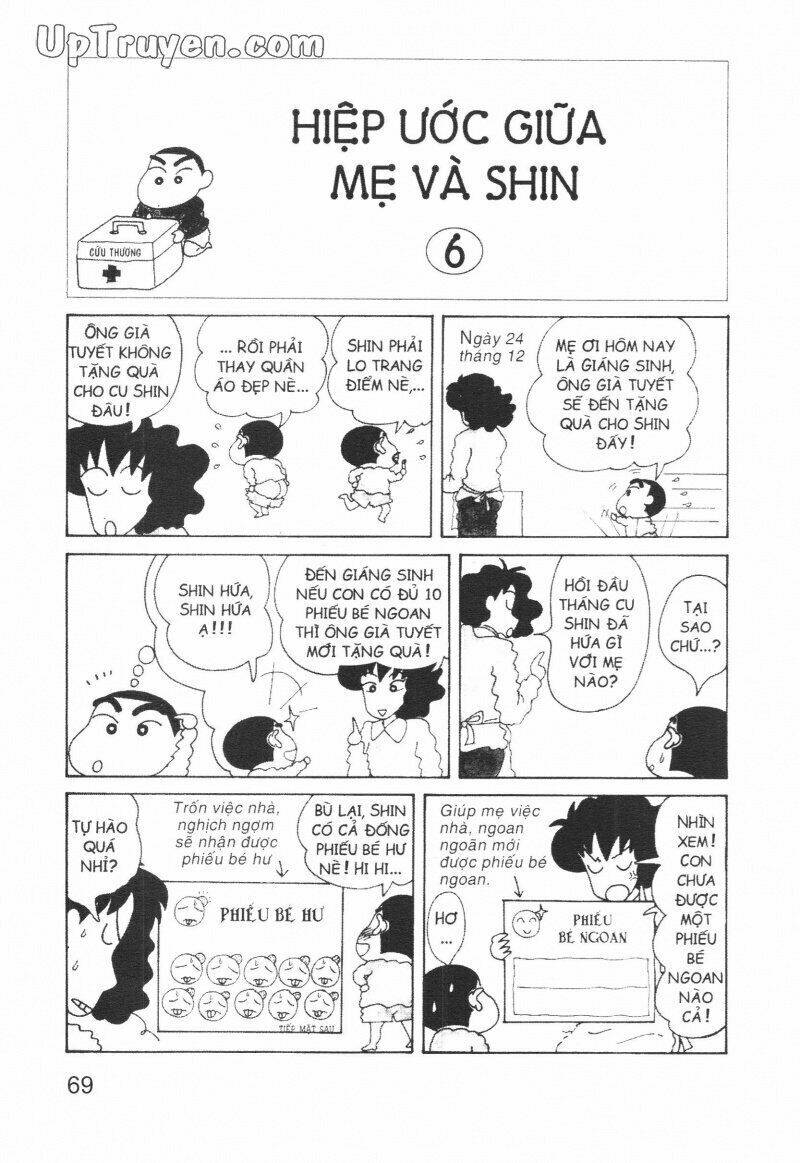 UpTruyen.com
HIỆP ƯỚC GIỮA
MẸ VÀ SHIN
6
CỨU THƯƠNG
Ngày 24
tháng 12
MẸ ƠI HÔM NAY
LÀ GIÁNG SINH,
ÔNG GIÀ TUYẾT
SẼ ĐẾN TẶNG
QUÀ CHO SHIN
ĐẤY!
SHIN PHẢI
LO TRANG
ĐIỂM NÈ,...
... RỒI PHẢI
THAY QUẦN
ÁO ĐẸP NÈ...
ÔNG GIÀ
TUYẾT KHÔNG
TẶNG QUÀ
CHO CU SHIN
ĐÂU!
TẠI
SAO
CHỨ...?
HỒI ĐẦU
THÁNG CU
SHIN ĐÃ
HỨA GÌ
VỚI MẸ
NÀO?
ĐẾN GIÁNG SINH
NẾU CON CÓ ĐỦ 10
PHIẾU BÉ NGOAN
THÌ ÔNG GIÀ TUYẾT
MỚI TẶNG QUÀ!
SHIN HỨA,
SHIN HỨA
Ạ!!!
NHÌN
XEM!
CON
CHƯA
ĐƯỢC
MỘT
PHIẾU
BÉ
NGOAN
NÀO
CẢ!
Giúp mẹ việc
nhà, ngoan
ngoãn mới
được phiếu bé
ngoan.
PHIẾU
BÉ NGOAN
HƠ
...
BÙ LẠI, SHIN
CÓ CẢ ĐỐNG
PHIẾU BÉ HƯ
NÈ! HI HI...
Trốn việc nhà,
nghịch ngợm
sẽ nhận được
phiếu bé hư
PHIẾU BÉ HƯ
TIẾP MẶT SAU
TỰ HÀO
QUÁ
NHỈ?
69